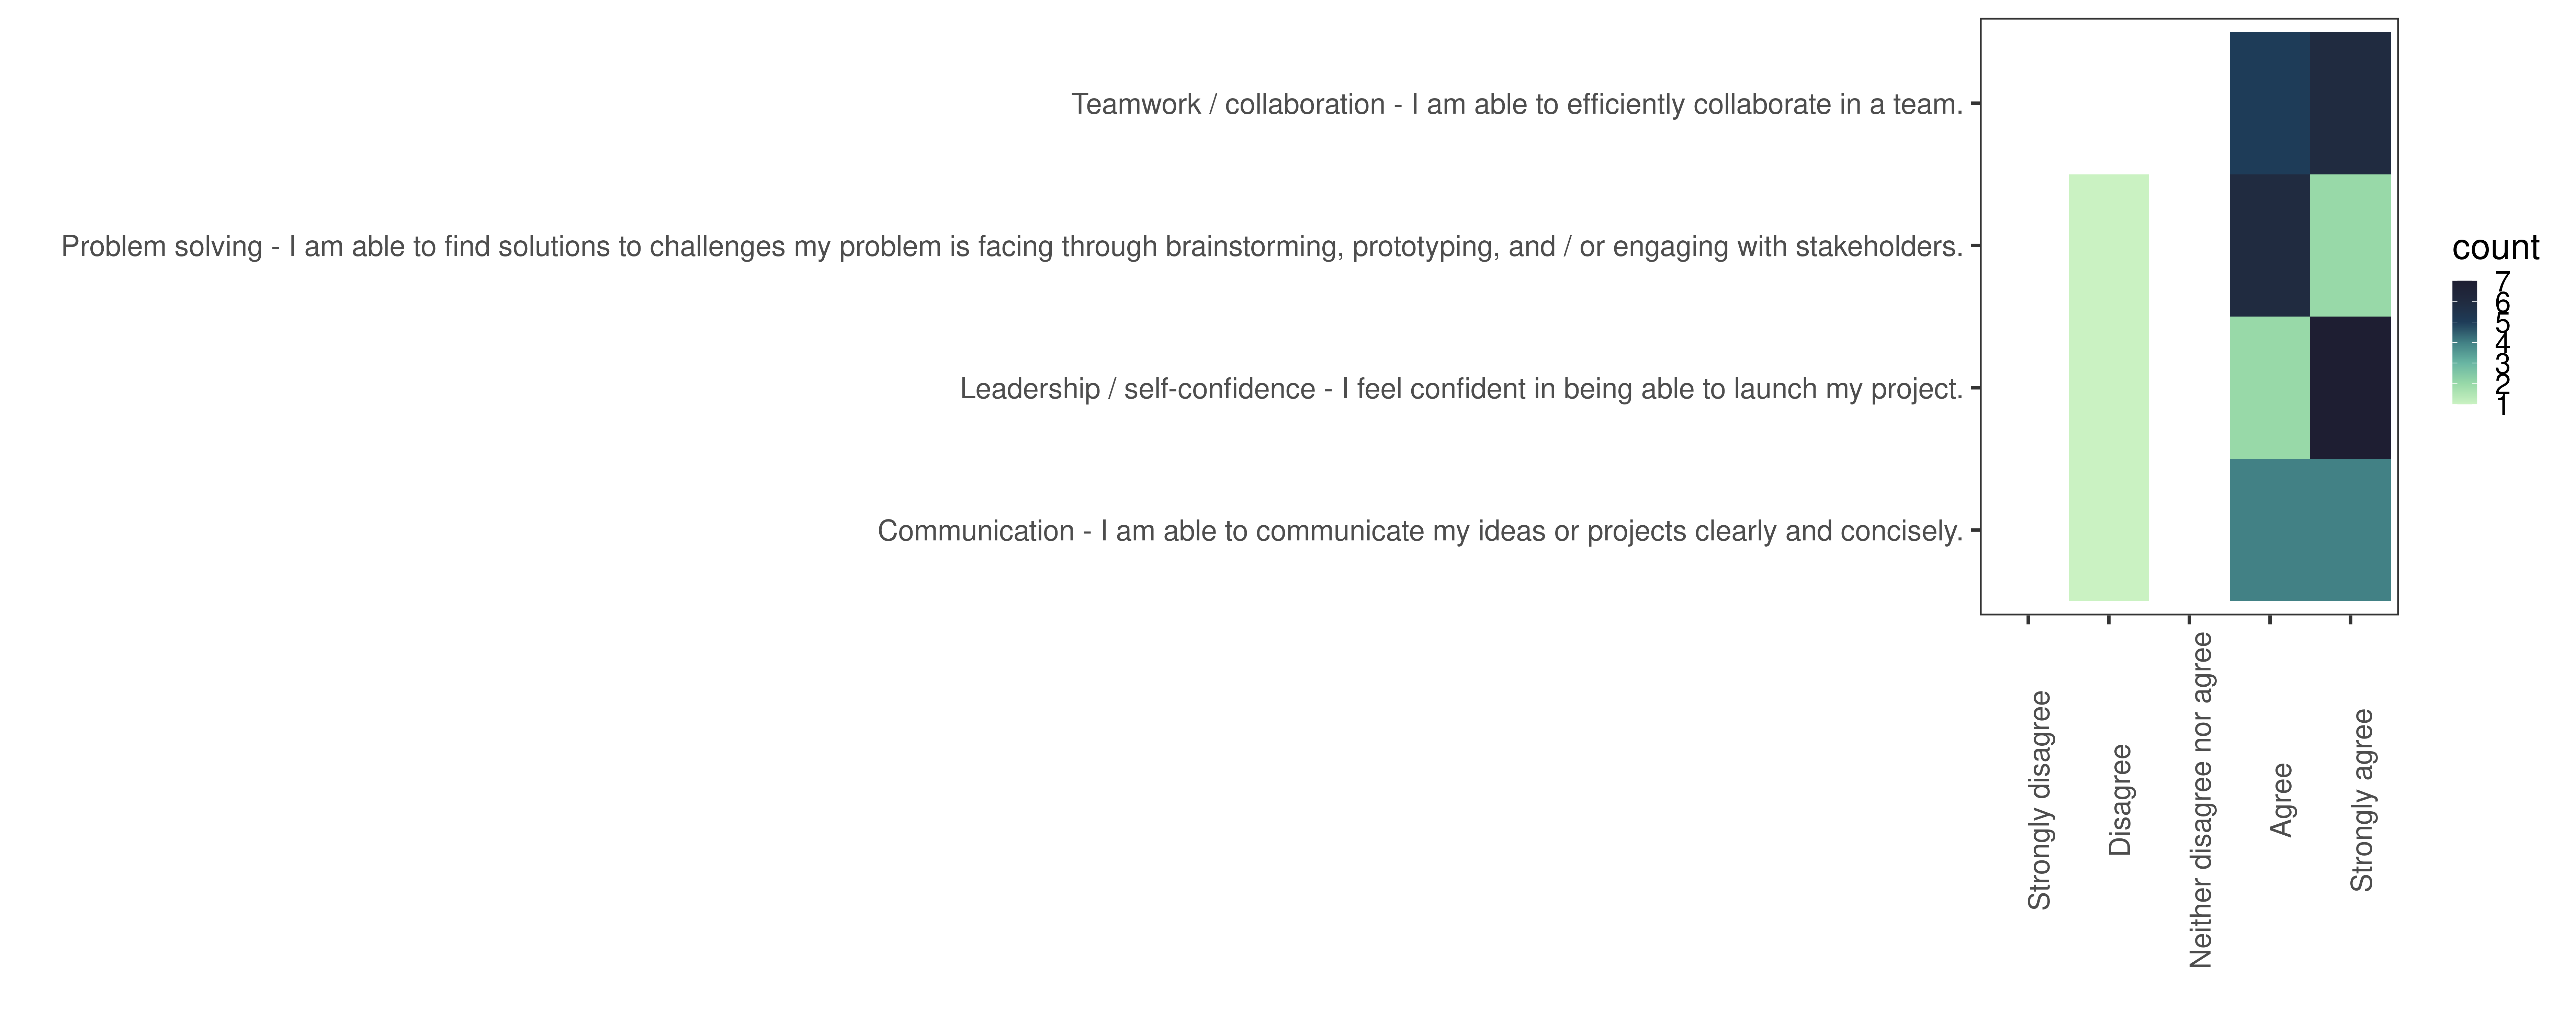 Teamwork / collaboration - I am able to efficiently collaborate in a team.
Problem solving - I am able to find solutions to challenges my problem is facing through brainstorming, prototyping, and / or engaging with stakeholders.
Leadership / self-confidence - I feel confident in being able to launch my project.
Communication - I am able to communicate my ideas or projects clearly and concisely.
Strongly disagree
Disagree
Neither disagree nor agree
Agree
Strongly agree
count
7
6
5
4
3
2
1